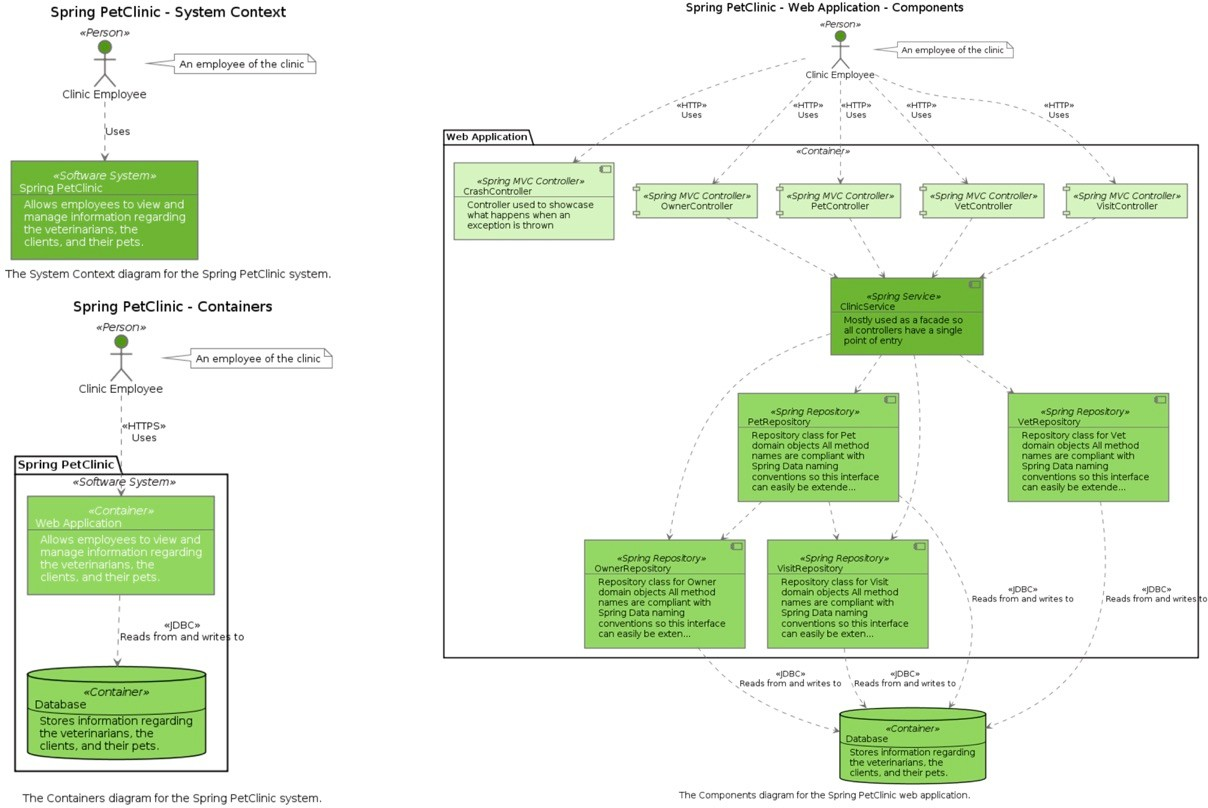 Spring PetClinic - System Context
«Person»
An employee of the clinic
Clinic Employee
Uses
«Software System»
Spring PetClinic
Allows employees to view and
manage information regarding
the veterinarians, the
clients, and their pets.
The System Context diagram for the Spring PetClinic system.
Spring PetClinic - Containers
«Person»
An employee of the clinic
Clinic Employee
«HTTPS»
Uses
Spring PetClinic
«Software System»
«Container»
Web Application
Allows employees to view and
manage information regarding
the veterinarians, the
clients, and their pets.
«JDBC»
Reads from and writes to
«Container»
Database
Stores information regarding
the veterinarians, the
clients, and their pets.
The Containers diagram for the Spring PetClinic system.
Spring PetClinic - Web Application - Components
«Person»
An employee of the clinic
Clinic Employee
«HTTP»
Uses
«HTTP»
Uses
«HTTP»
Uses
«HTTP»
Uses
«HTTP»
Uses
Web Application
«Container»
«Spring MVC Controller»
CrashController
Controller used to showcase
what happens when an
exception is thrown
«Spring MVC Controller»
OwnerController
«Spring MVC Controller»
PetController
«Spring MVC Controller»
VetController
«Spring MVC Controller»
VisitController
«Spring Service»
ClinicService
Mostly used as a facade so
all controllers have a single
point of entry
«Spring Repository»
PetRepository
Repository class for Pet
domain objects All method
names are compliant with
Spring Data naming
conventions so this interface
can easily be extende...
«Spring Repository»
VetRepository
Repository class for Vet
domain objects All method
names are compliant with
Spring Data naming
conventions so this interface
can easily be extende...
«Spring Repository»
OwnerRepository
Repository class for Owner
domain objects All method
names are compliant with
Spring Data naming
conventions so this interface
can easily be exten...
«Spring Repository»
VisitRepository
Repository class for Visit
domain objects All method
names are compliant with
Spring Data naming
conventions so this interface
can easily be exten...
«JDBC»
Reads from and writes to
«JDBC»
Reads from and writes to
«JDBC»
Reads from and writes to
«JDBC»
Reads from and writes to
«Container»
Database
Stores information regarding
the veterinarians, the
clients, and their pets.
The Components diagram for the Spring PetClinic web application.